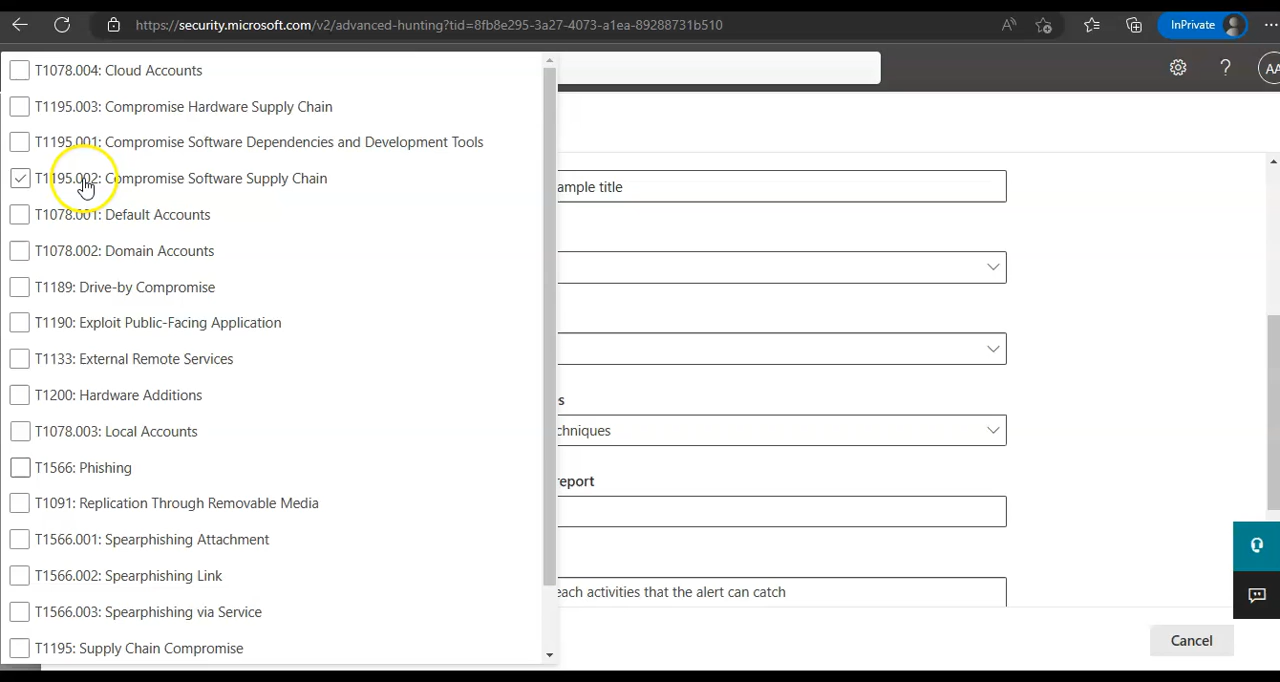 https://security.microsoft.com/v2/advanced-hunting?tid=8fb8e295-3a27-4073-a1ea-89288731b510
InPrivate
T1078.004: Cloud Accounts
?
AA
T1195.003: Compromise Hardware Supply Chain
T1195.001: Compromise Software Dependencies and Development Tools
T1195.002: Compromise Software Supply Chain
ample title
T1078.001: Default Accounts
T1078.002: Domain Accounts
T1189: Drive-by Compromise
T1190: Exploit Public-Facing Application
T1133: External Remote Services
T1200: Hardware Additions
s
T1078.003: Local Accounts
chniques
T1566: Phishing
report
T1091: Replication Through Removable Media
T1566.001: Spearphishing Attachment
T1566.002: Spearphishing Link
each activities that the alert can catch
T1566.003: Spearphishing via Service
T1195: Supply Chain Compromise
Cancel